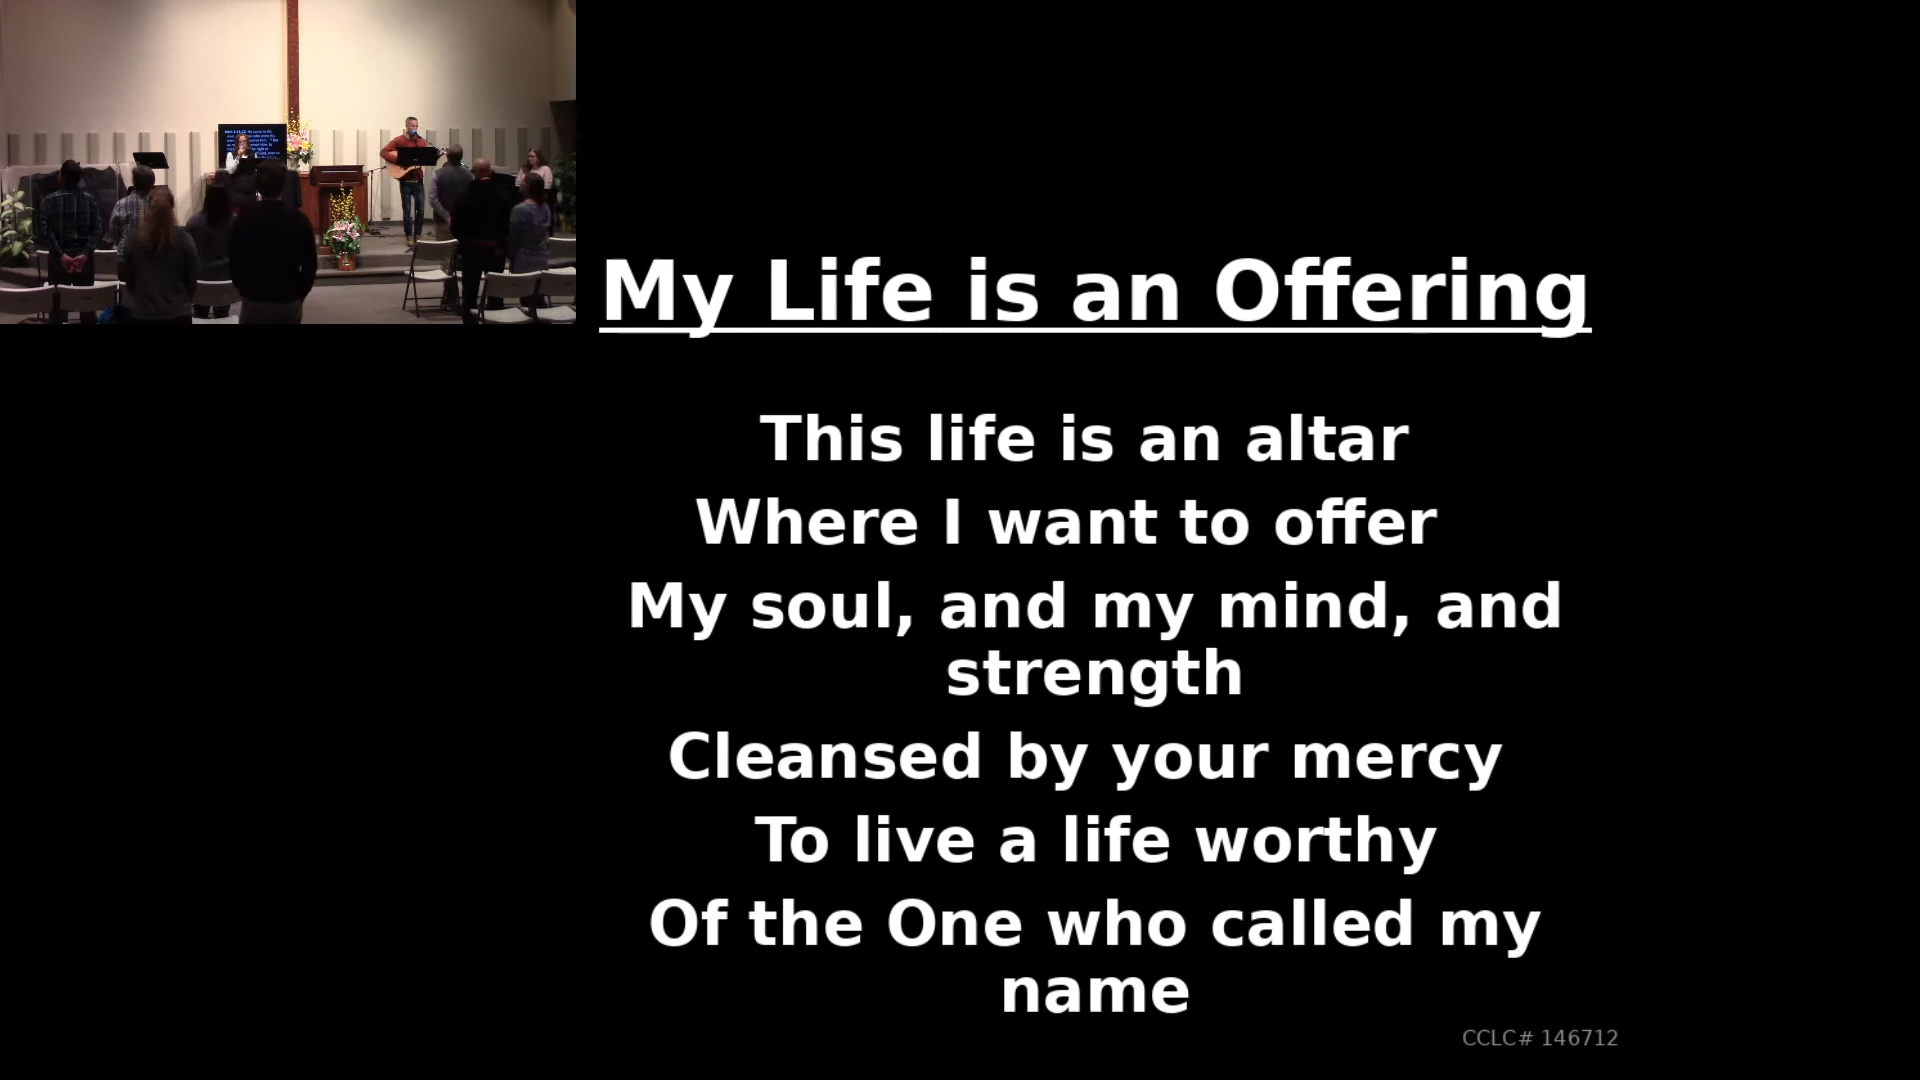 My Life is an Offering
This life is an altar
Where I want to offer
My soul, and my mind, and
strength
Cleansed by your mercy
To live a life worthy
Of the One who called my
name
CCLC# 146712